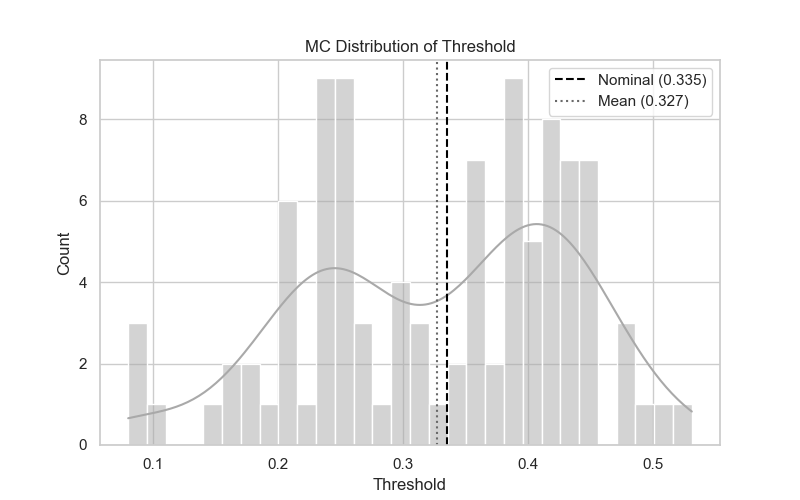 MC Distribution of Threshold
Nominal (0.335)
Mean (0.327)
Count
8
6
4
2
0
0.1 0.2 0.3 0.4 0.5
Threshold